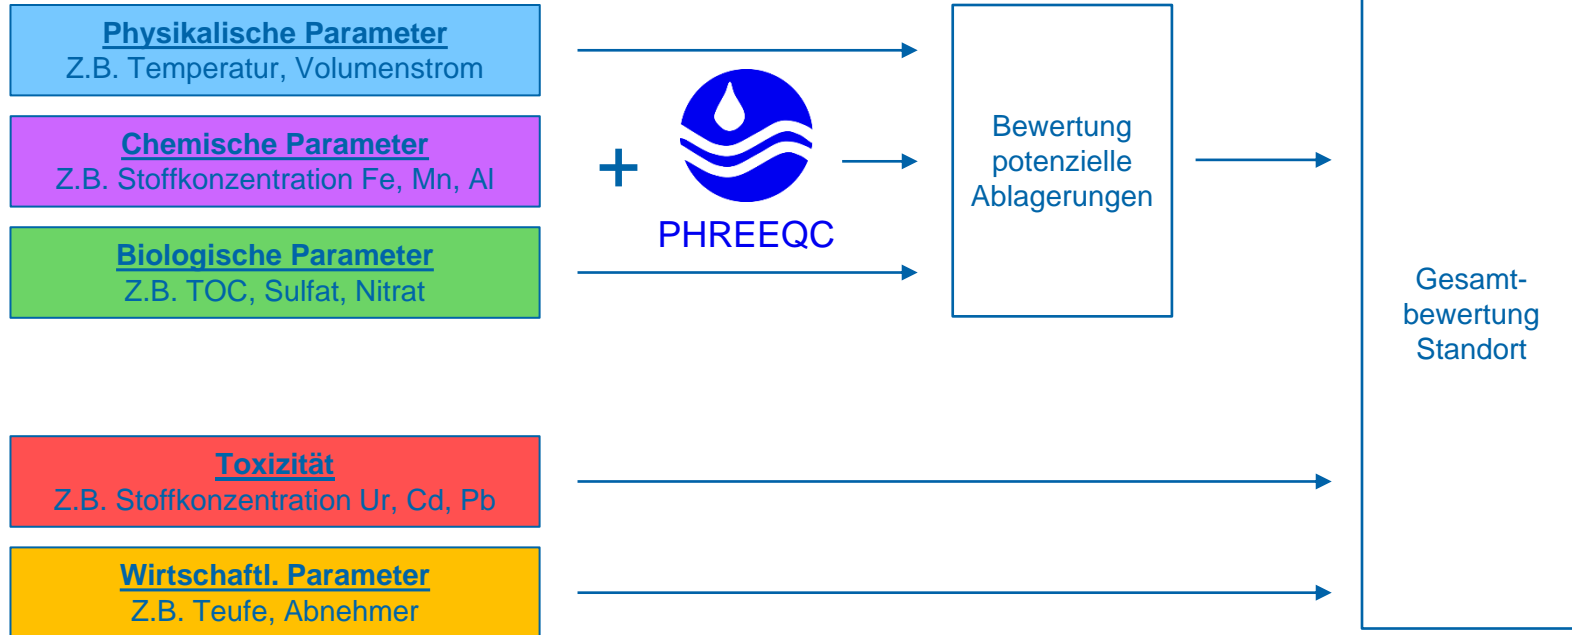 Physikalische Parameter
Z.B. Temperatur, Volumenstrom
Chemische Parameter
Z.B. Stoffkonzentration Fe, Mn, Al
Biologische Parameter
Z.B. TOC, Sulfat, Nitrat
+
PHREEQC
Bewertung
potenzielle
Ablagerungen
Gesamt-
bewertung
Standort
Toxizität
Z.B. Stoffkonzentration Ur, Cd, Pb
Wirtschaftl. Parameter
Z.B. Teufe, Abnehmer